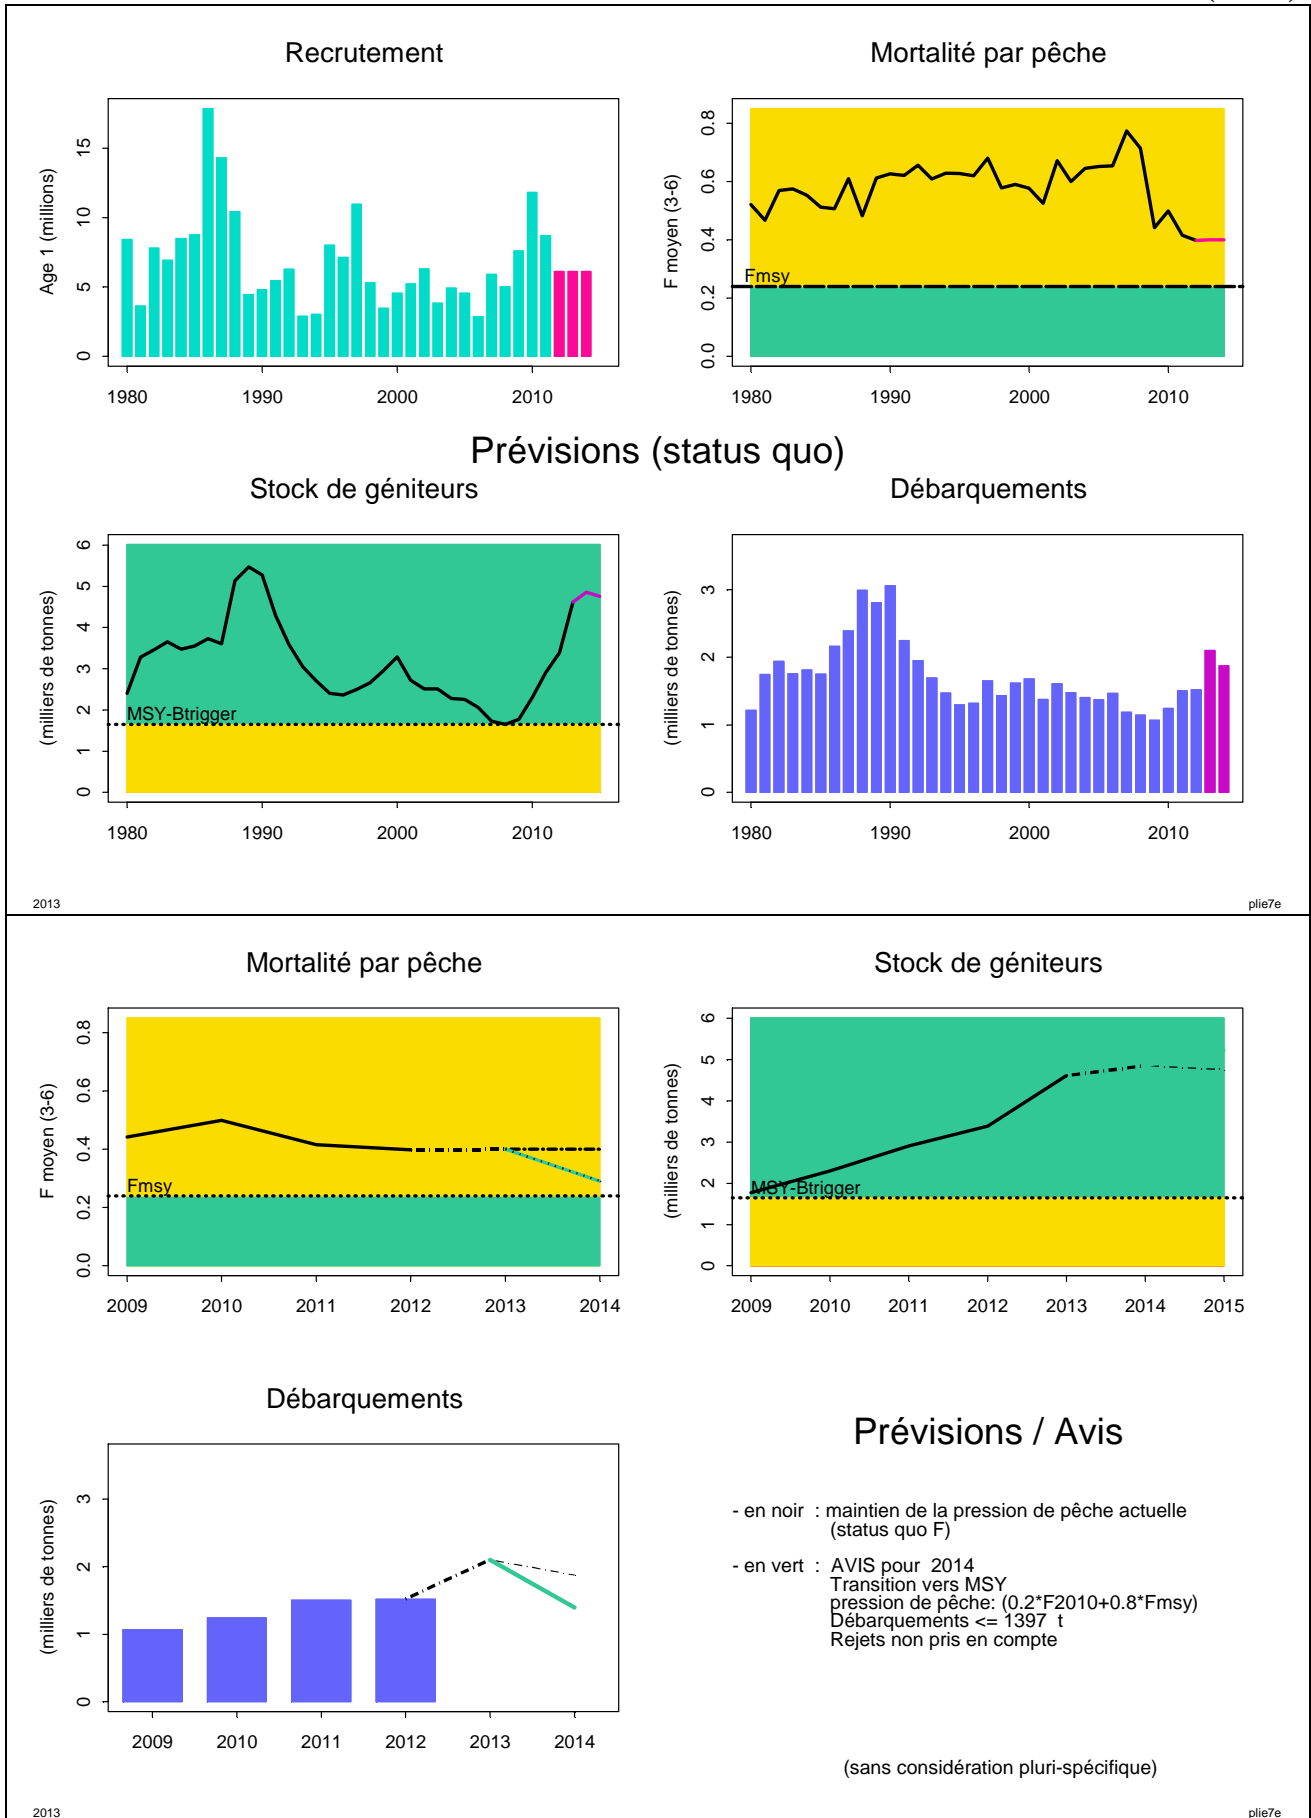 Recrutement
Age 1 (millions)
0 5 10 15
1980 1990 2000 2010
Mortalité par pêche
F moyen (3-6)
0.0 0.2 0.4 0.6 0.8
Fmsy
1980 1990 2000 2010
Prévisions (status quo)
Stock de géniteurs
(milliers de tonnes)
0 1 2 3 4 5 6
MSY-Btrigger
1980 1990 2000 2010
Débarquements
(milliers de tonnes)
0 1 2 3
1980 1990 2000 2010
2013
plie7e
Mortalité par pêche
F moyen (3-6)
0.0 0.2 0.4 0.6 0.8
Fmsy
2009 2010 2011 2012 2013 2014
Stock de géniteurs
(milliers de tonnes)
0 1 2 3 4 5 6
MSY-Btrigger
2009 2010 2011 2012 2013 2014 2015
Débarquements
(milliers de tonnes)
0 1 2 3
2009 2010 2011 2012 2013 2014
Prévisions / Avis
- en noir : maintien de la pression de pêche actuelle
(status quo F)
- en vert : AVIS pour 2014
Transition vers MSY
pression de pêche: (0.2*F2010+0.8*Fmsy)
Débarquements <= 1397 t
Rejets non pris en compte
(sans considération pluri-spécifique)
2013
plie7e